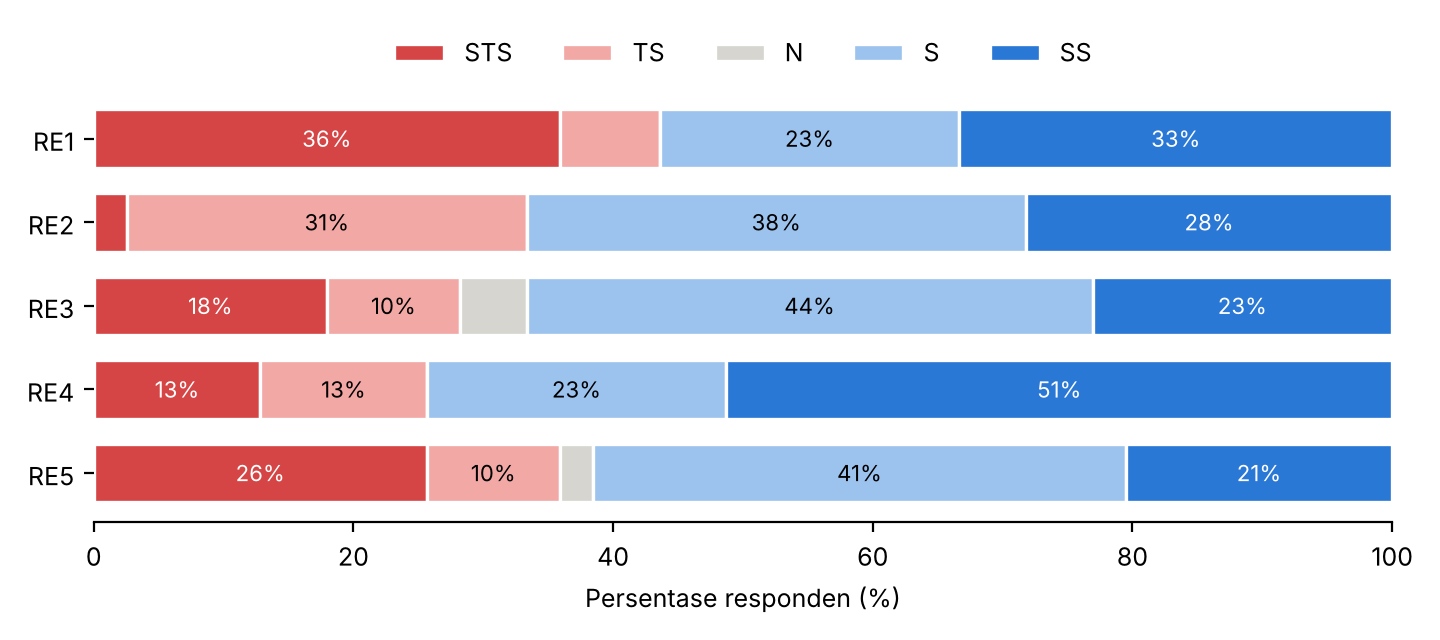 STS TS N S SS
RE1 36% 23% 33%
RE2 31% 38% 28%
RE3 18% 10% 44% 23%
RE4 13% 13% 23% 51%
RE5 26% 10% 41% 21%
0 20 40 60 80 100
Persentase responden (%)